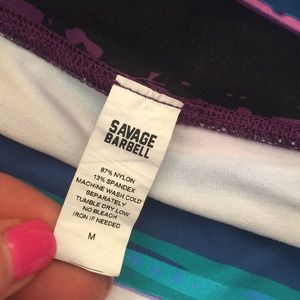 SAVAGE
BARBELL
87% NYLON
13% SPANDEX
MACHINE WASH COLD
SEPARATELY
TUMBLE DRY LOW
NO BLEACH
IRON IF NEEDED
M